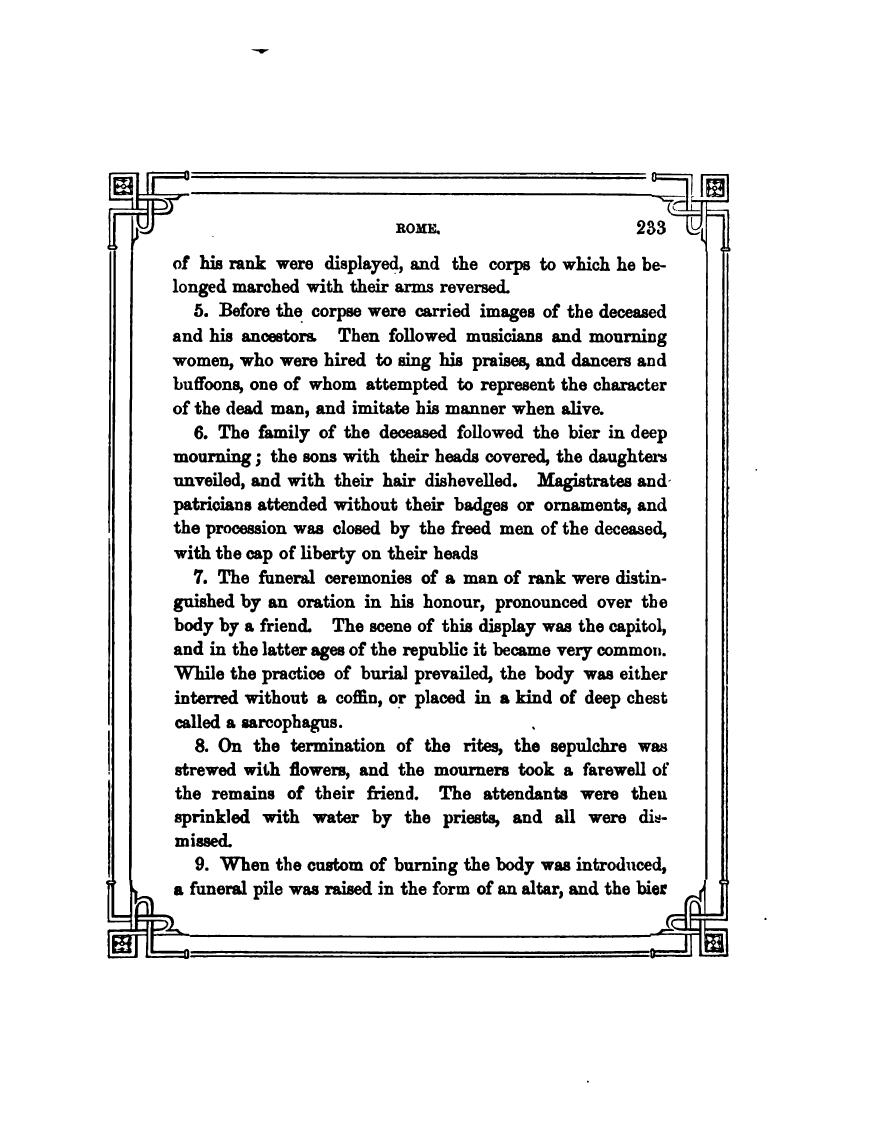 ROME. 233
of his rank were displayed, and the corps to which he be-
longed marched with their arms reversed.
5. Before the corpse were carried images of the deceased
and his ancestors. Then followed musicians and mourning
women, who were hired to sing his praises, and dancers and
buffoons, one of whom attempted to represent the character
of the dead man, and imitate his manner when alive.
6. The family of the deceased followed the bier in deep
mourning; the sons with their heads covered, the daughters
unveiled, and with their hair dishevelled. Magistrates and
patricians attended without their badges or ornaments, and
the procession was closed by the freed men of the deceased,
with the cap of liberty on their heads
7. The funeral ceremonies of a man of rank were distin-
guished by an oration in his honour, pronounced over the
body by a friend. The scene of this display was the capitol,
and in the latter ages of the republic it became very common.
While the practice of burial prevailed, the body was either
interred without a coffin, or placed in a kind of deep chest
called a sarcophagus.
8. On the termination of the rites, the sepulchre was
strewed with flowers, and the mourners took a farewell of
the remains of their friend. The attendants were then
sprinkled with water by the priests, and all were dis-
missed.
9. When the custom of burning the body was introduced,
a funeral pile was raised in the form of an altar, and the bier